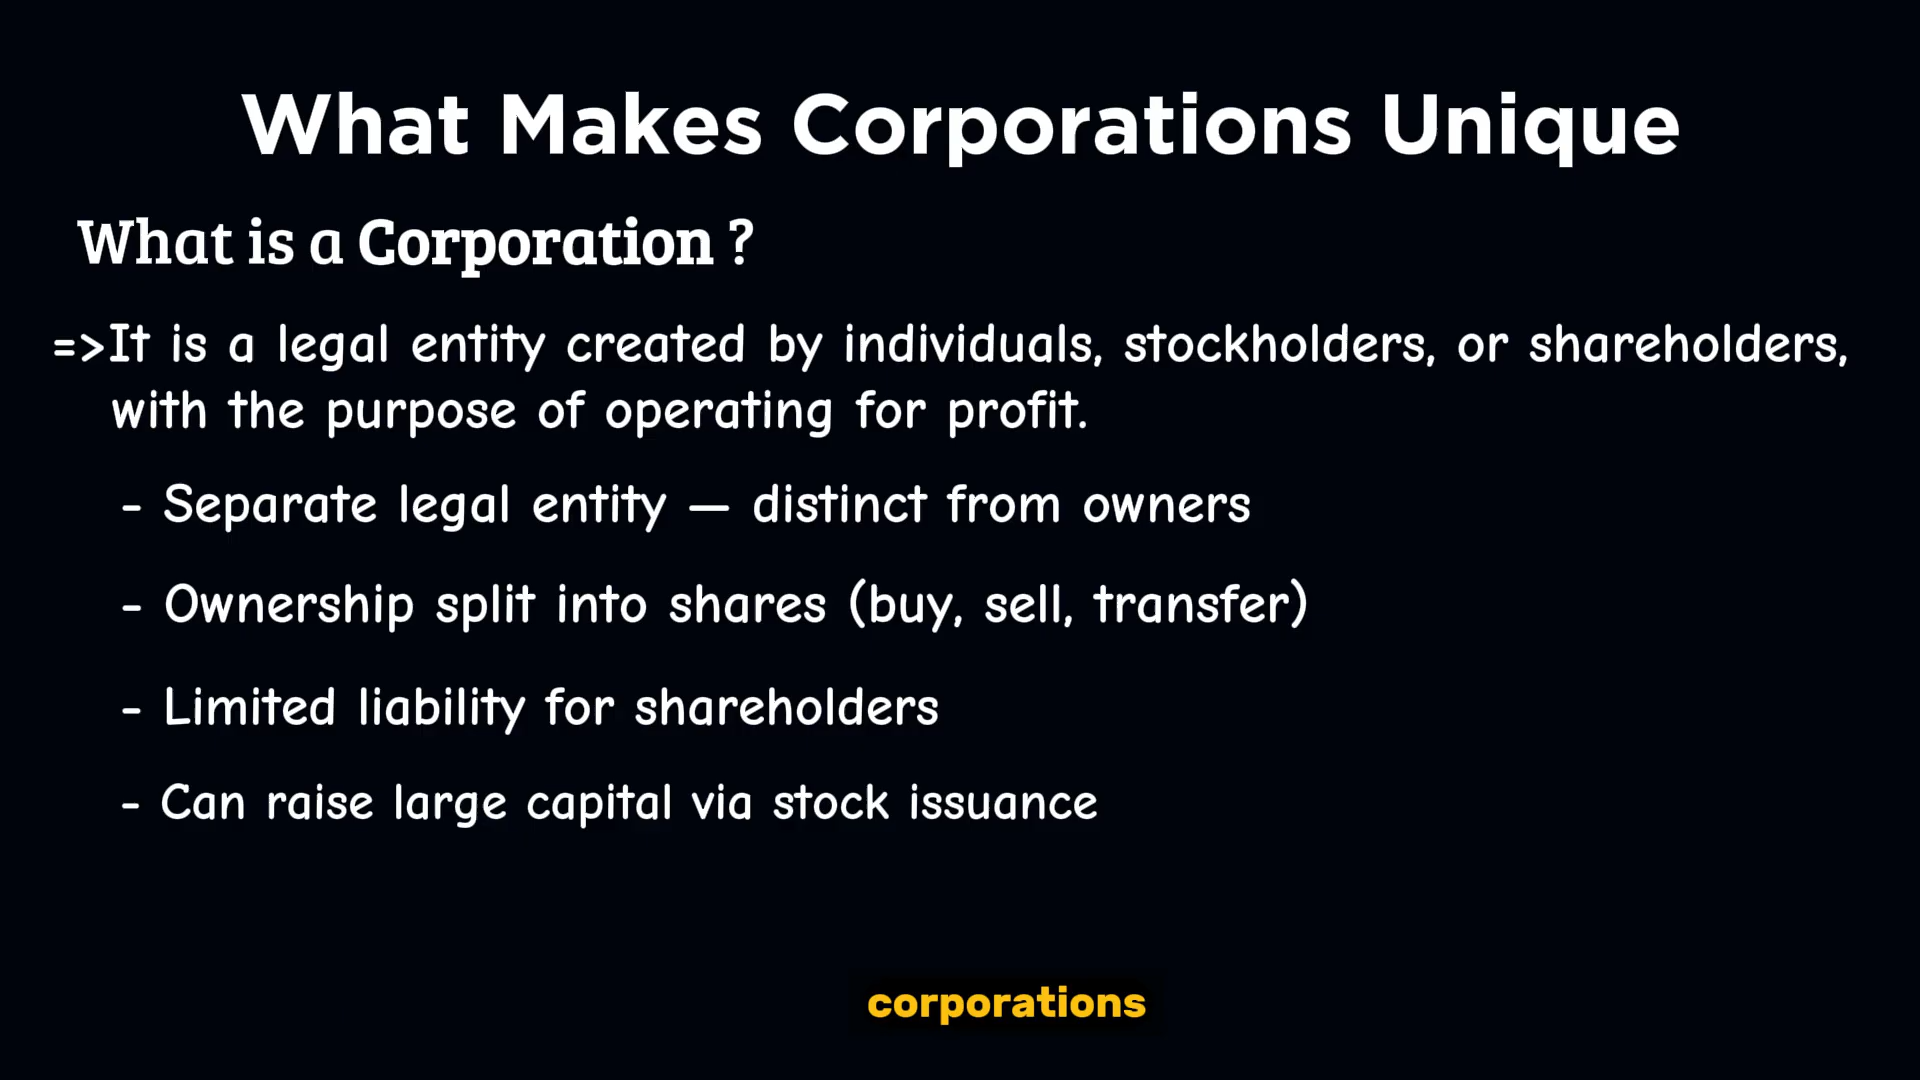 What Makes Corporations Unique
What is a Corporation ?
=>It is a legal entity created by individuals, stockholders, or shareholders,
with the purpose of operating for profit.
- Separate legal entity — distinct from owners
- Ownership split into shares (buy, sell, transfer)
- Limited liability for shareholders
- Can raise large capital via stock issuance
corporations